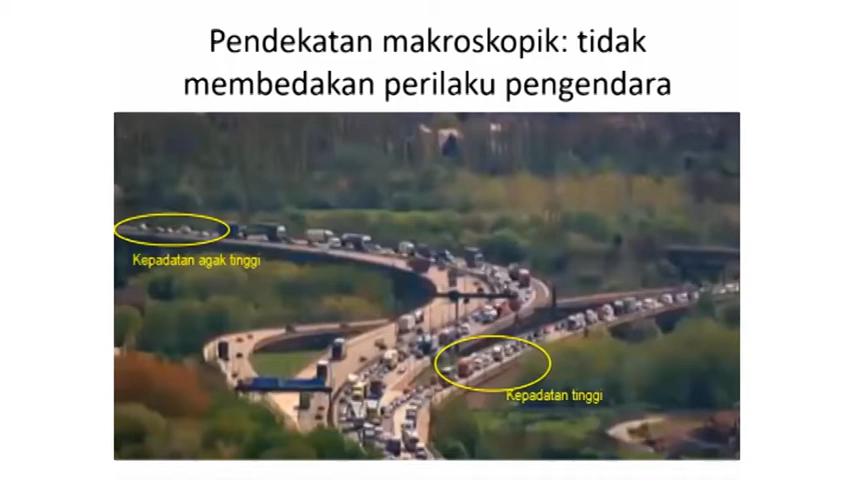 Pendekatan makroskopik: tidak
membedakan perilaku pengendara
Kepadatan agak tinggi
Kepadatan tinggi